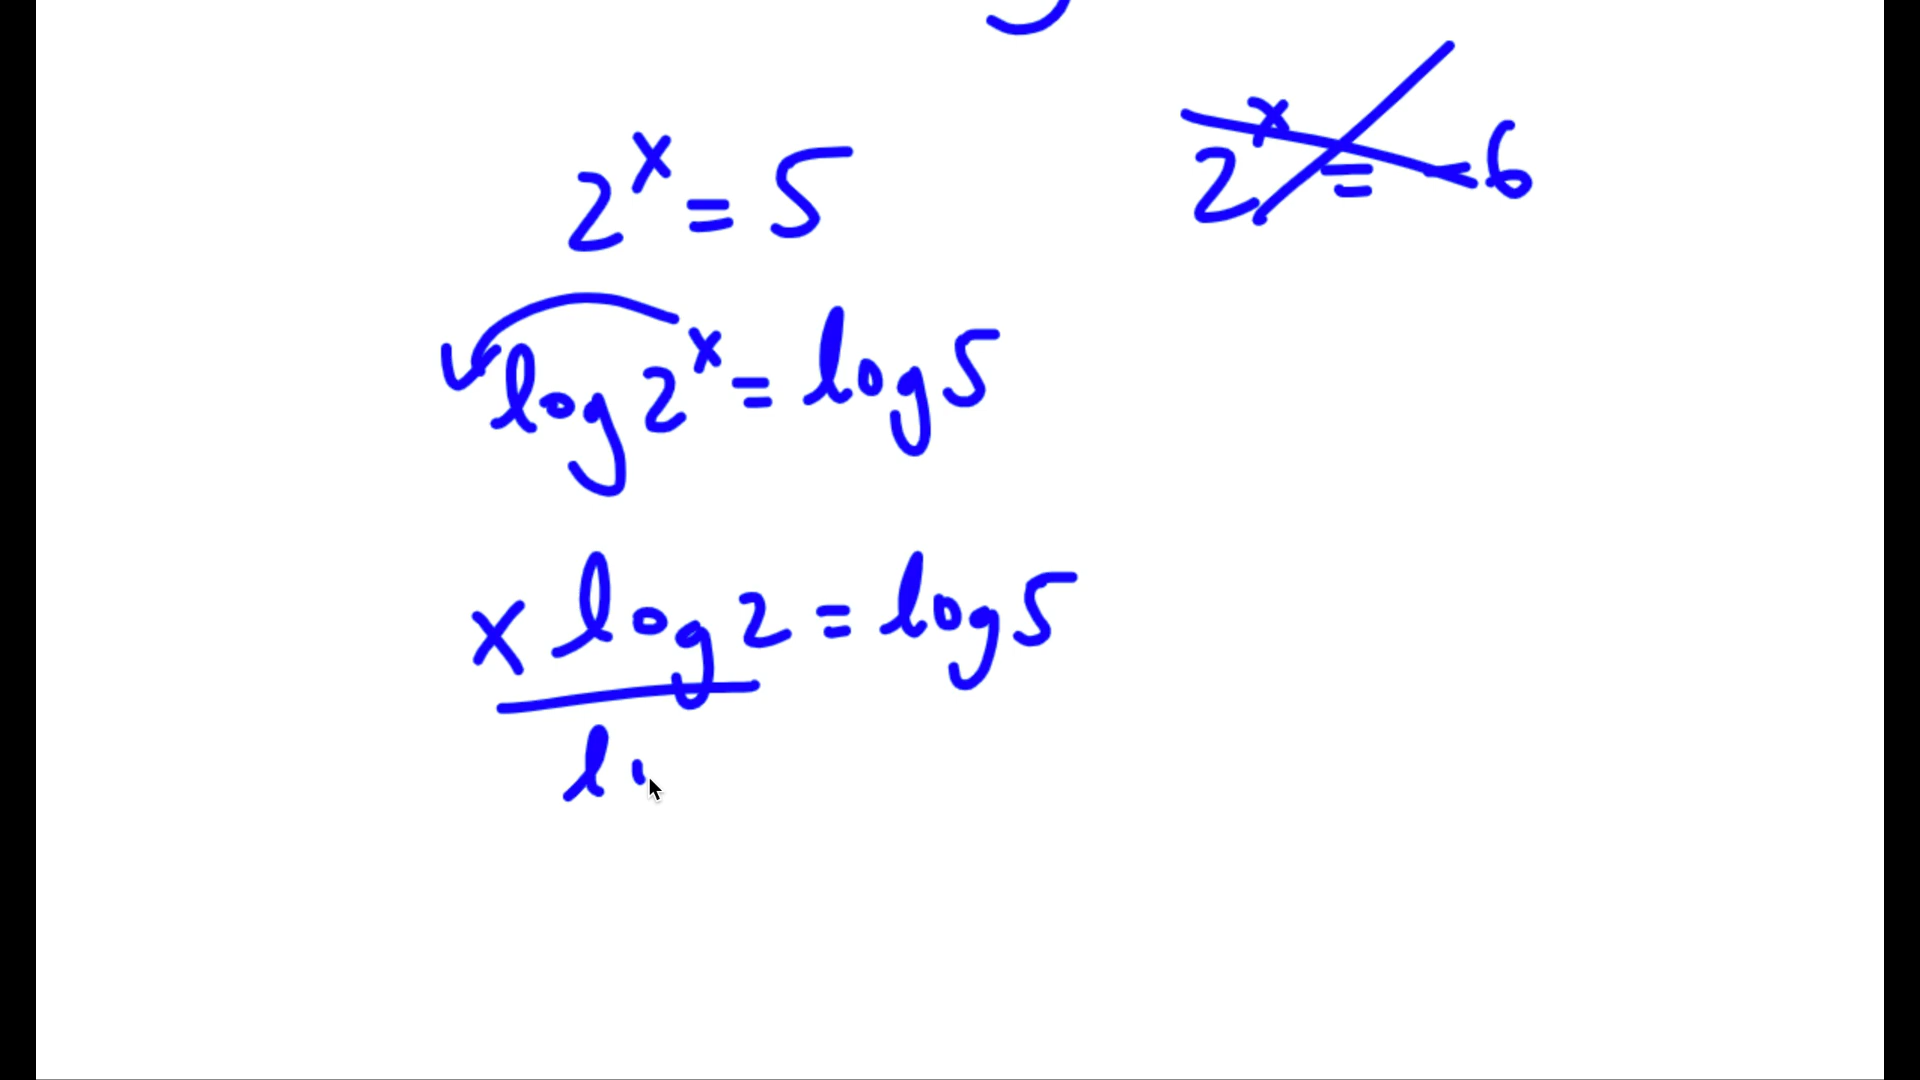 2^x = 5
2^x = -6
log 2^x = log 5
x log 2 = log 5
l